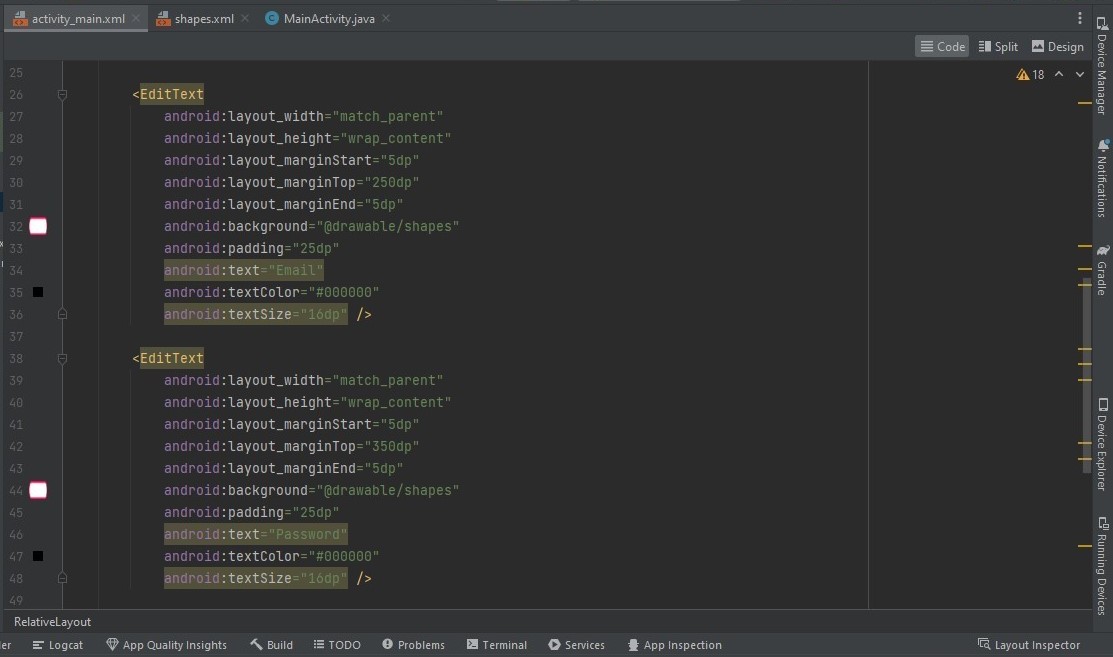 activity_main.xml shapes.xml MainActivity.java
Code Split Design
18
25
26 <EditText
27 android:layout_width="match_parent"
28 android:layout_height="wrap_content"
29 android:layout_marginStart="5dp"
30 android:layout_marginTop="250dp"
31 android:layout_marginEnd="5dp"
32 android:background="@drawable/shapes"
33 android:padding="25dp"
34 android:text="Email"
35 android:textColor="#000000"
36 android:textSize="16dp" />
37
38 <EditText
39 android:layout_width="match_parent"
40 android:layout_height="wrap_content"
41 android:layout_marginStart="5dp"
42 android:layout_marginTop="350dp"
43 android:layout_marginEnd="5dp"
44 android:background="@drawable/shapes"
45 android:padding="25dp"
46 android:text="Password"
47 android:textColor="#000000"
48 android:textSize="16dp" />
49
RelativeLayout
Logcat App Quality Insights Build TODO Problems Terminal Services App Inspection Layout Inspector
Device Manager
Notifications
Gradle
Device Explorer
Running Devices